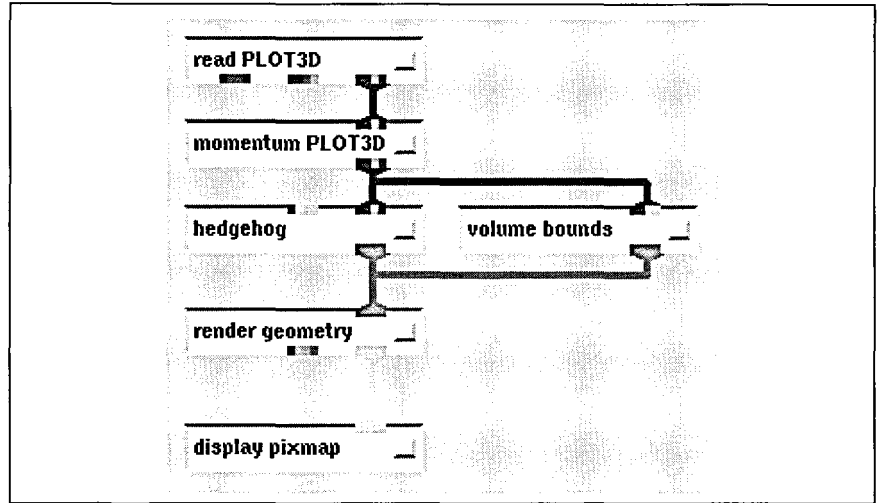 read PLOT3D
momentum PLOT3D
hedgehog
volume bounds
render geometry
display pixmap